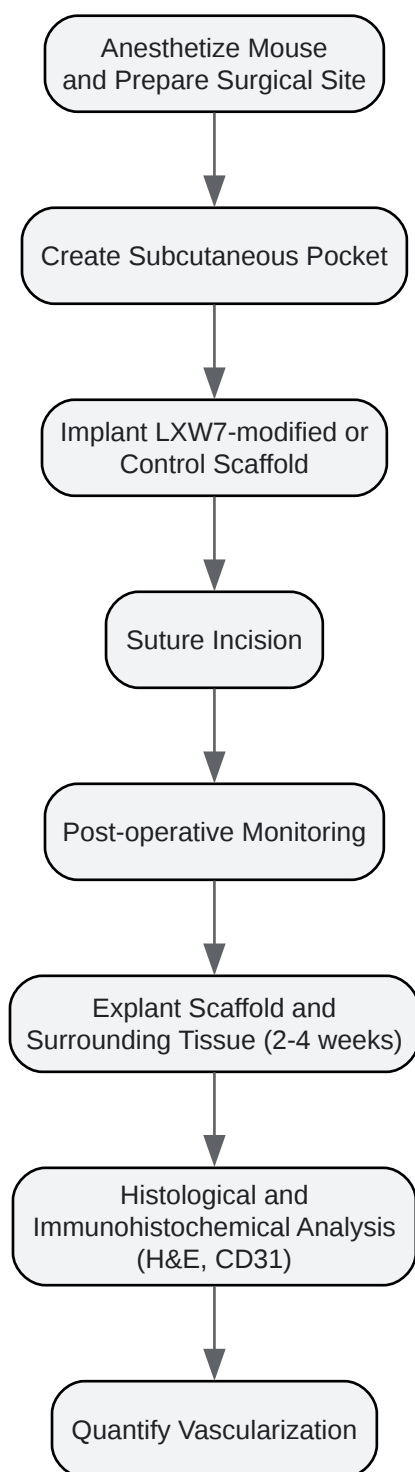 Anesthetize Mouse
and Prepare Surgical Site
Create Subcutaneous Pocket
Implant LXW7-modified or
Control Scaffold
Suture Incision
Post-operative Monitoring
Explant Scaffold and
Surrounding Tissue (2-4 weeks)
Histological and
Immunohistochemical Analysis
(H&E, CD31)
Quantify Vascularization